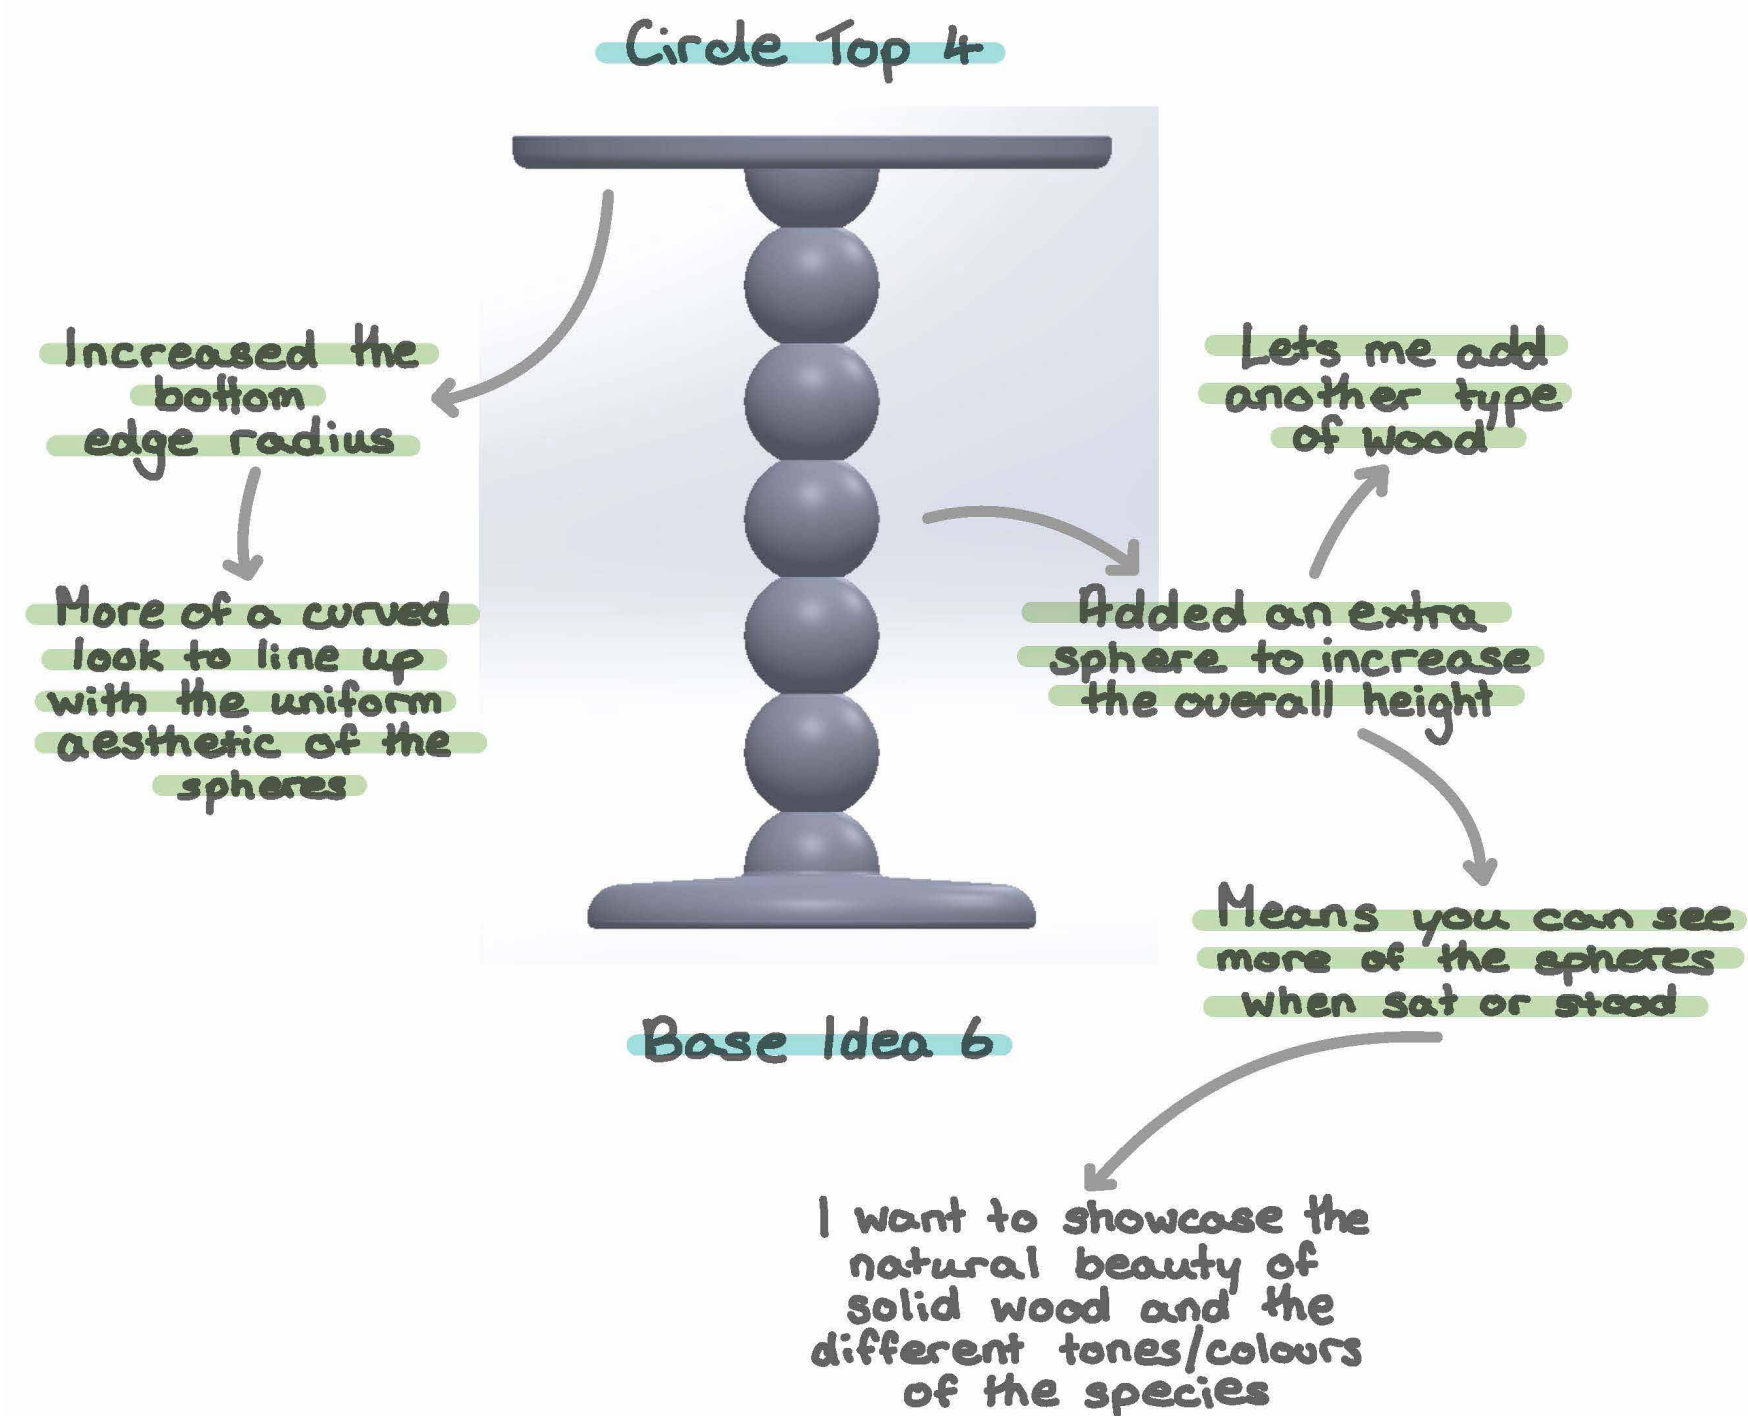 Circle Top 4
Increased the
bottom
edge radius
More of a curved
look to line up
with the uniform
aesthetic of the
spheres
Lets me add
another type
of wood
Added an extra
sphere to increase
the overall height
Means you can see
more of the spheres
when sat or stood
Base Idea 6
I want to showcase the
natural beauty of
solid wood and the
different tones/colours
of the species